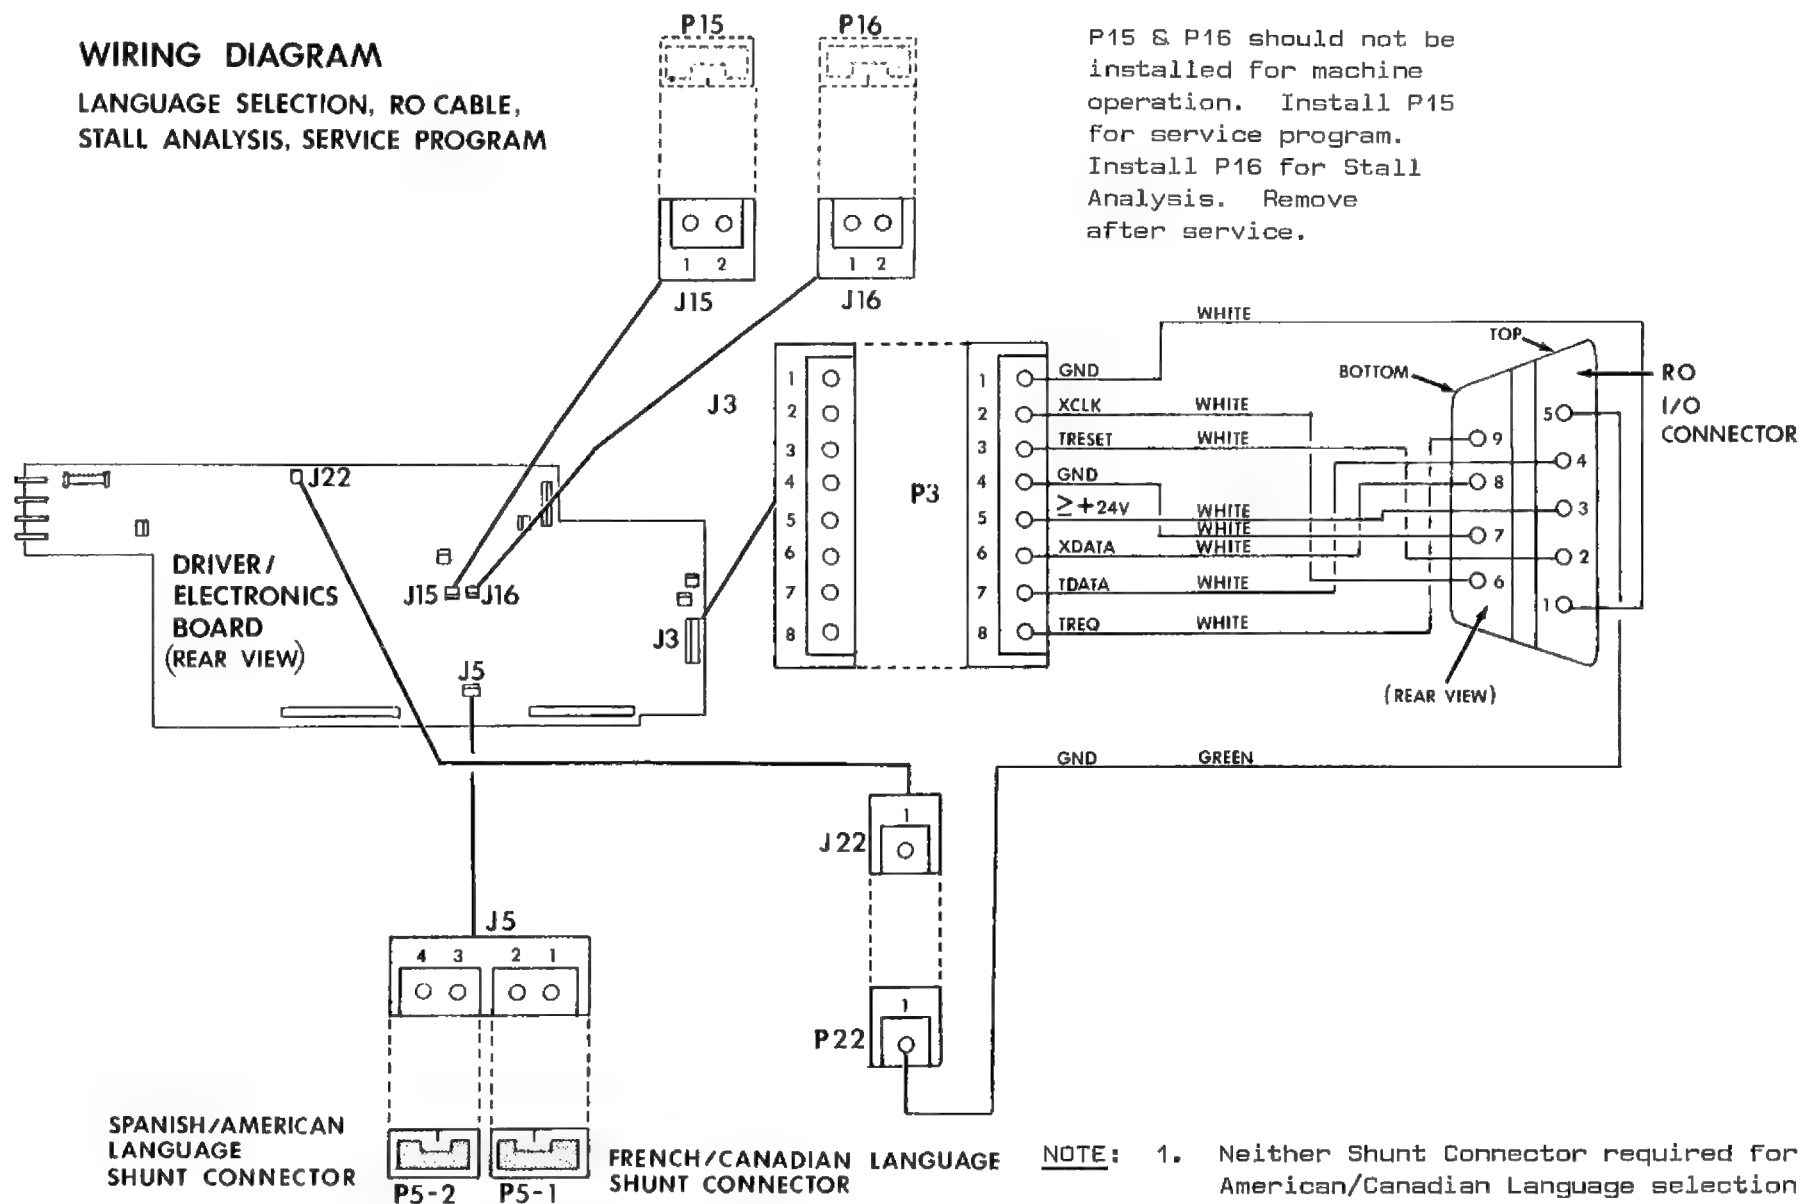 WIRING DIAGRAM
LANGUAGE SELECTION, RO CABLE,
STALL ANALYSIS, SERVICE PROGRAM
P15
P16
P15 & P16 should not be
installed for machine
operation. Install P15
for service program.
Install P16 for Stall
Analysis. Remove
after service.
1 2
1 2
J15
J16
J3
1
2
3
4
5
6
7
8
P3
1
2
3
4
5
6
7
8
GND
XCLK
TRESET
GND
≥+24V
XDATA
TDATA
TREQ
WHITE
WHITE
WHITE
WHITE
WHITE
WHITE
WHITE
WHITE
TOP
BOTTOM
RO
I/O
CONNECTOR
9
8
7
6
5
4
3
2
1
(REAR VIEW)
J22
DRIVER/
ELECTRONICS
BOARD
(REAR VIEW)
J15
J16
J3
J5
GND
GREEN
1
J22
1
P22
J5
4 3 2 1
SPANISH/AMERICAN
LANGUAGE
SHUNT CONNECTOR
P5-2
P5-1
FRENCH/CANADIAN LANGUAGE
SHUNT CONNECTOR
NOTE: 1. Neither Shunt Connector required for
American/Canadian Language selection